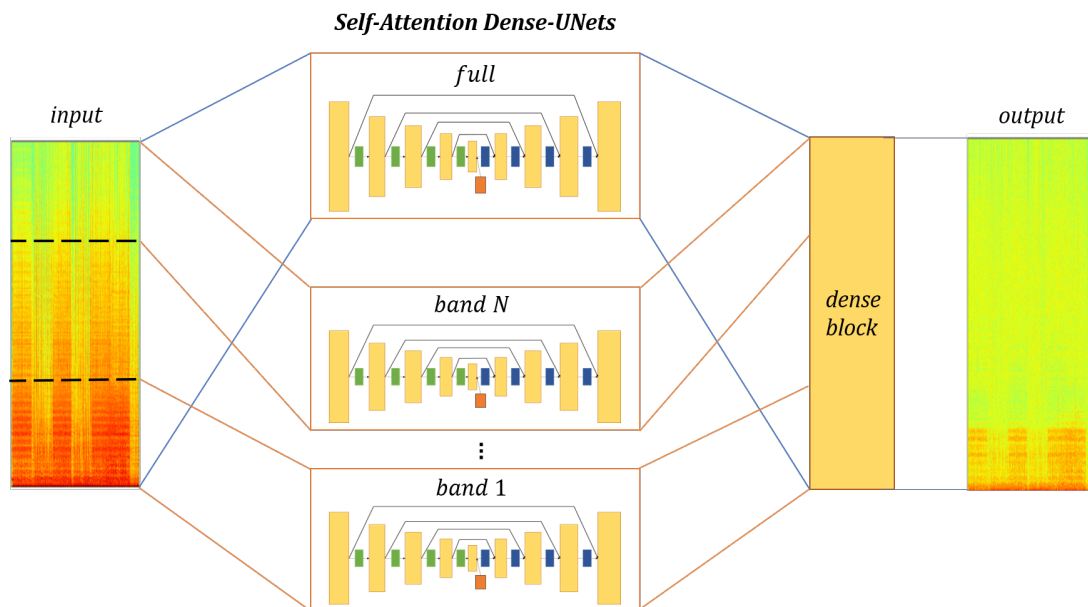 Self-Attention Dense-UNets
full
input
output
band N
dense
block
⋮
band 1